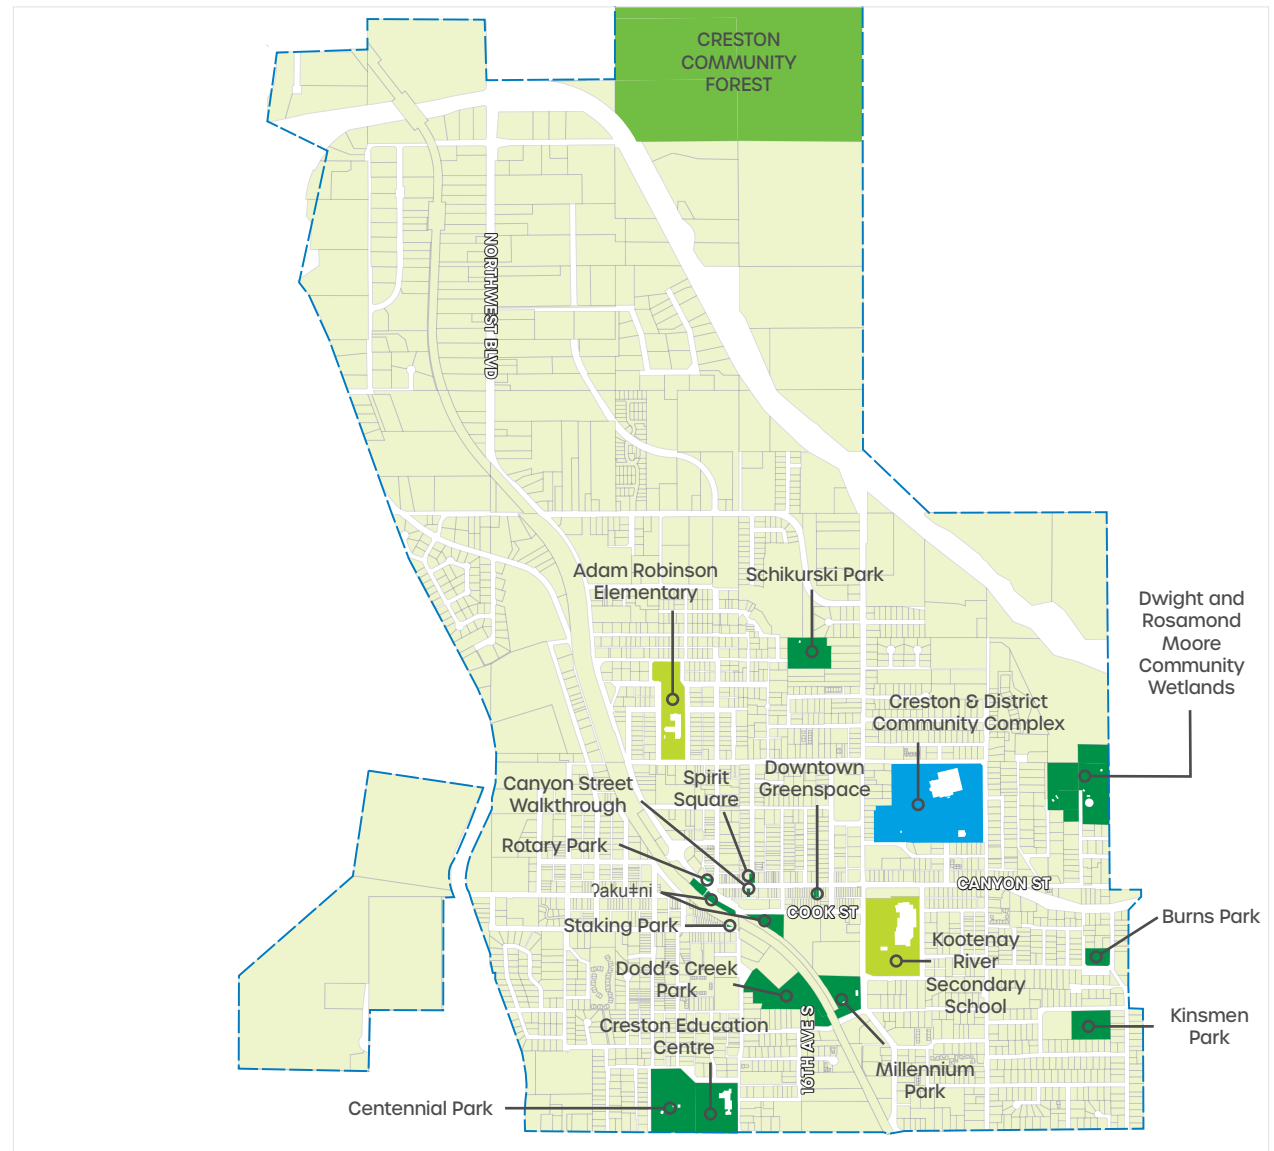 CRESTON
COMMUNITY
FOREST
NORTHWEST BLVD
Adam Robinson
Elementary
Schikurski Park
Dwight and
Rosamond
Moore
Community
Wetlands
Creston & District
Community Complex
Canyon Street
Walkthrough
Spirit
Square
Downtown
Greenspace
Rotary Park
ʔakuǂni
CANYON ST
COOK ST
Staking Park
Burns Park
Kootenay
River
Secondary
School
Dodd's Creek
Park
16TH AVE S
Creston Education
Centre
Kinsmen
Park
Millennium
Park
Centennial Park